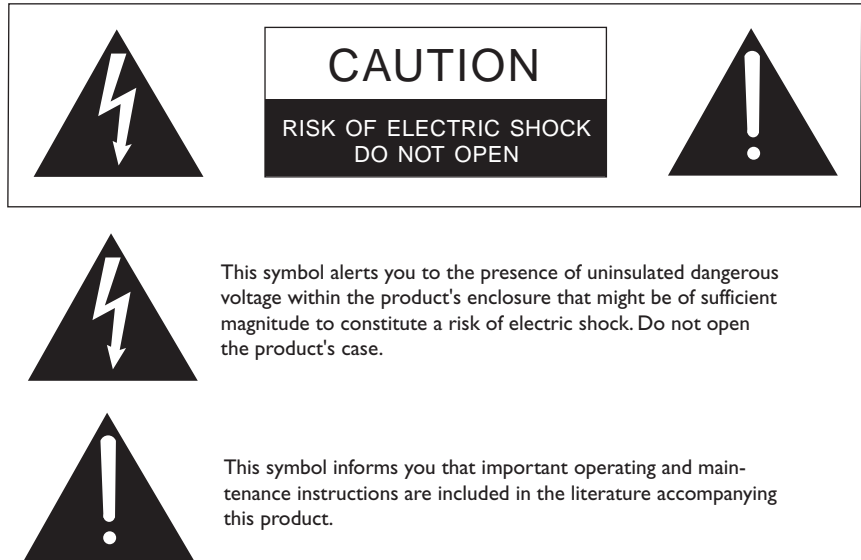 CAUTION
RISK OF ELECTRIC SHOCK
DO NOT OPEN
This symbol alerts you to the presence of uninsulated dangerous
voltage within the product's enclosure that might be of sufficient
magnitude to constitute a risk of electric shock. Do not open
the product's case.
This symbol informs you that important operating and main-
tenance instructions are included in the literature accompanying
this product.